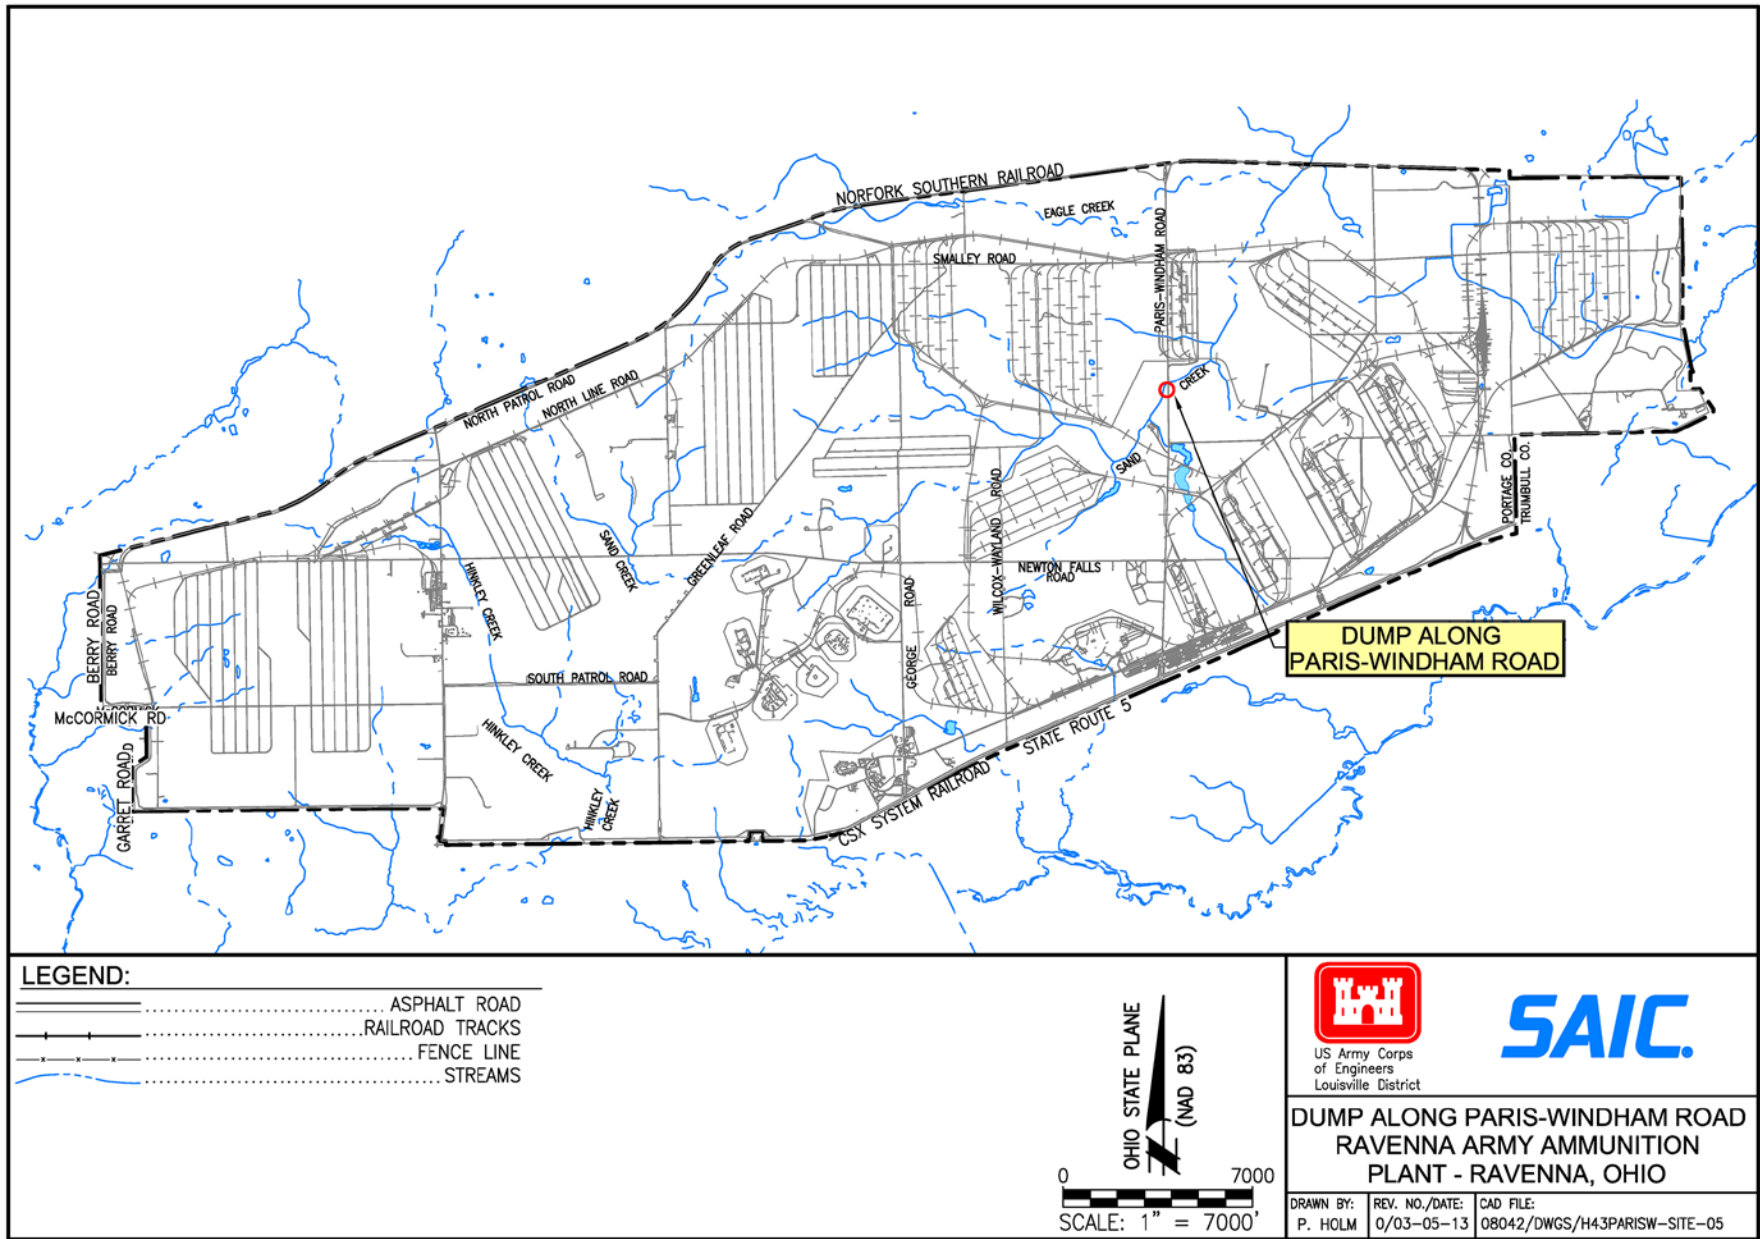 NORFORK SOUTHERN RAILROAD
EAGLE CREEK
PARIS-WINDHAM ROAD
SMALLEY ROAD
NORTH PATROL ROAD
NORTH LINE ROAD
CREEK
SAND
WILCOX-WAYLAND ROAD
PORTAGE CO.
TRUMBULL CO.
GREENLEAF ROAD
SAND CREEK
HINKLEY CREEK
NEWTON FALLS
ROAD
GEORGE ROAD
BERRY ROAD
BERRY ROAD
DUMP ALONG
PARIS-WINDHAM ROAD
SOUTH PATROL ROAD
McCORMICK RD
HINKLEY CREEK
STATE ROUTE 5
GARRET ROAD
HINKLEY
CREEK
CSX SYSTEM RAILROAD
LEGEND:
ASPHALT ROAD
RAILROAD TRACKS
FENCE LINE
STREAMS
OHIO STATE PLANE
(NAD 83)
0 7000
SCALE: 1" = 7000'
US Army Corps
of Engineers
Louisville District
SAIC.
DUMP ALONG PARIS-WINDHAM ROAD
RAVENNA ARMY AMMUNITION
PLANT - RAVENNA, OHIO
DRAWN BY: REV. NO./DATE: CAD FILE:
P. HOLM 0/03-05-13 08042/DWGS/H43PARISW-SITE-05